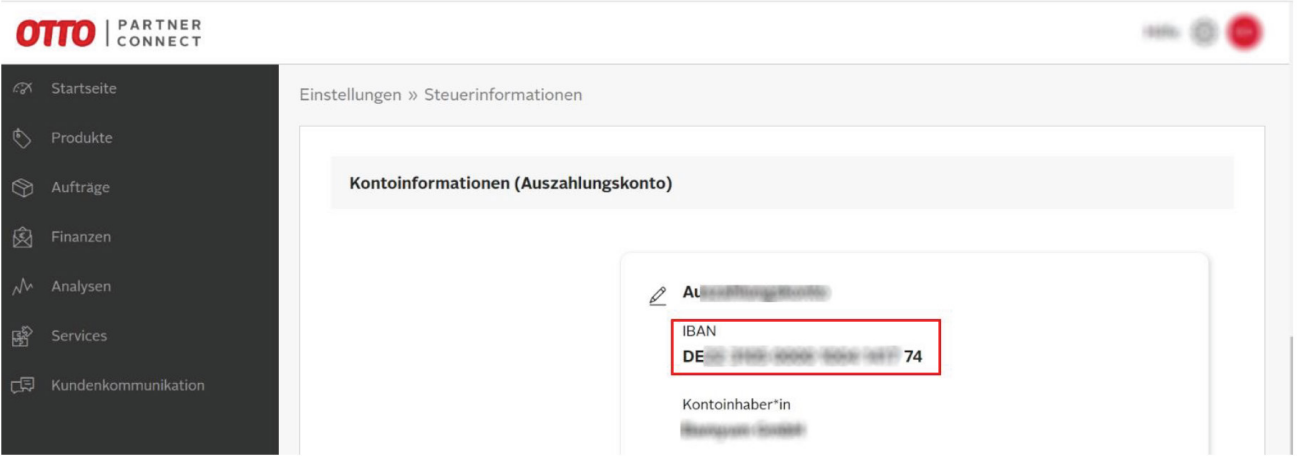 OTTO | PARTNER CONNECT
Startseite
Produkte
Aufträge
Finanzen
Analysen
Services
Kundenkommunikation
Einstellungen » Steuerinformationen
Kontoinformationen (Auszahlungskonto)
Au
IBAN
DE 74
Kontoinhaber*in